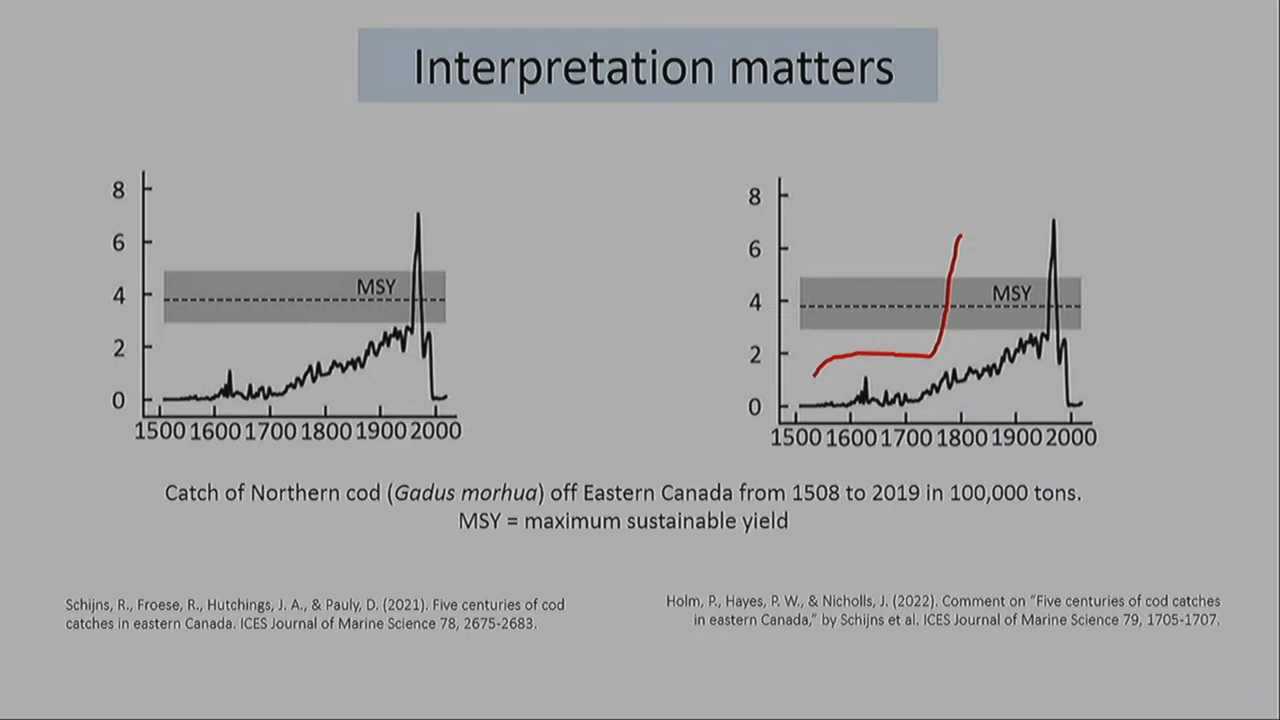 Interpretation matters
8
6
4
2
0
MSY
1500 1600 1700 1800 1900 2000
8
6
4
2
0
MSY
1500 1600 1700 1800 1900 2000
Catch of Northern cod (Gadus morhua) off Eastern Canada from 1508 to 2019 in 100,000 tons.
MSY = maximum sustainable yield
Schijns, R., Froese, R., Hutchings, J. A., & Pauly, D. (2021). Five centuries of cod
catches in eastern Canada. ICES Journal of Marine Science 78, 2675-2683.
Holm, P., Hayes, P. W., & Nicholls, J. (2022). Comment on "Five centuries of cod catches
in eastern Canada," by Schijns et al. ICES Journal of Marine Science 79, 1705-1707.